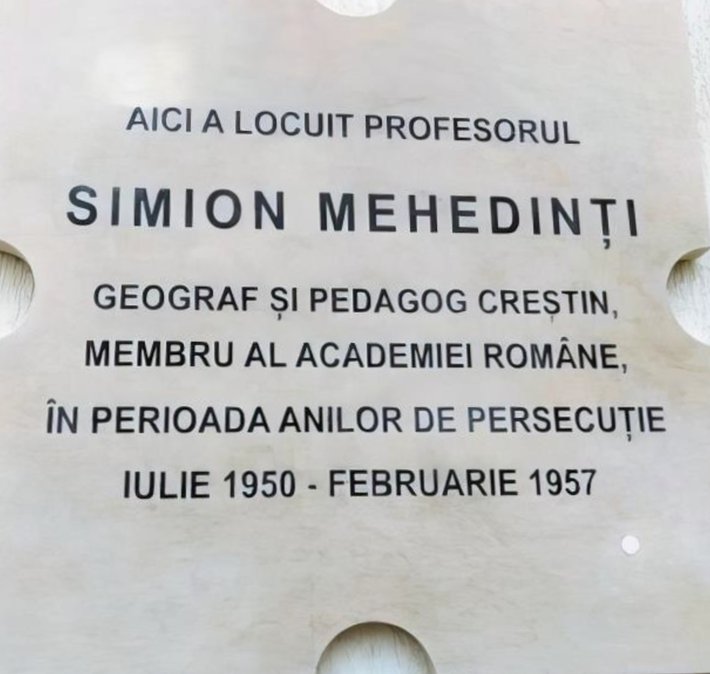 AICI A LOCUIT PROFESORUL
SIMION MEHEDINȚI
GEOGRAF ȘI PEDAGOG CREȘTIN,
MEMBRU AL ACADEMIEI ROMÂNE,
ÎN PERIOADA ANILOR DE PERSECUȚIE
IULIE 1950 - FEBRUARIE 1957